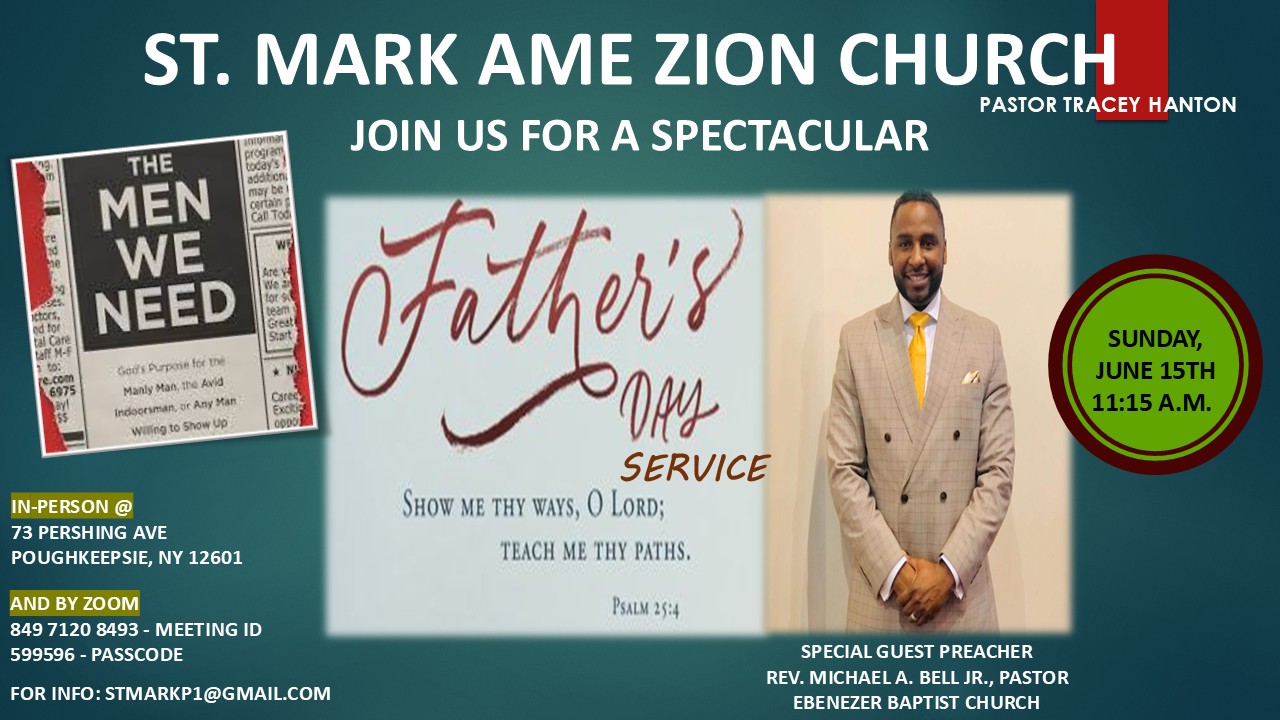 ST. MARK AME ZION CHURCH
PASTOR TRACEY HANTON
JOIN US FOR A SPECTACULAR
THE
MEN
WE
NEED
God's Purpose for the
Manly Man, the Avid
Indoorsman, or Any Man
Willing to Show Up
Father's
DAY
SERVICE
SHOW ME THY WAYS, O LORD;
TEACH ME THY PATHS.
PSALM 25:4
SUNDAY,
JUNE 15TH
11:15 A.M.
IN-PERSON @
73 PERSHING AVE
POUGHKEEPSIE, NY 12601
AND BY ZOOM
849 7120 8493 - MEETING ID
599596 - PASSCODE
FOR INFO: STMARKP1@GMAIL.COM
SPECIAL GUEST PREACHER
REV. MICHAEL A. BELL JR., PASTOR
EBENEZER BAPTIST CHURCH